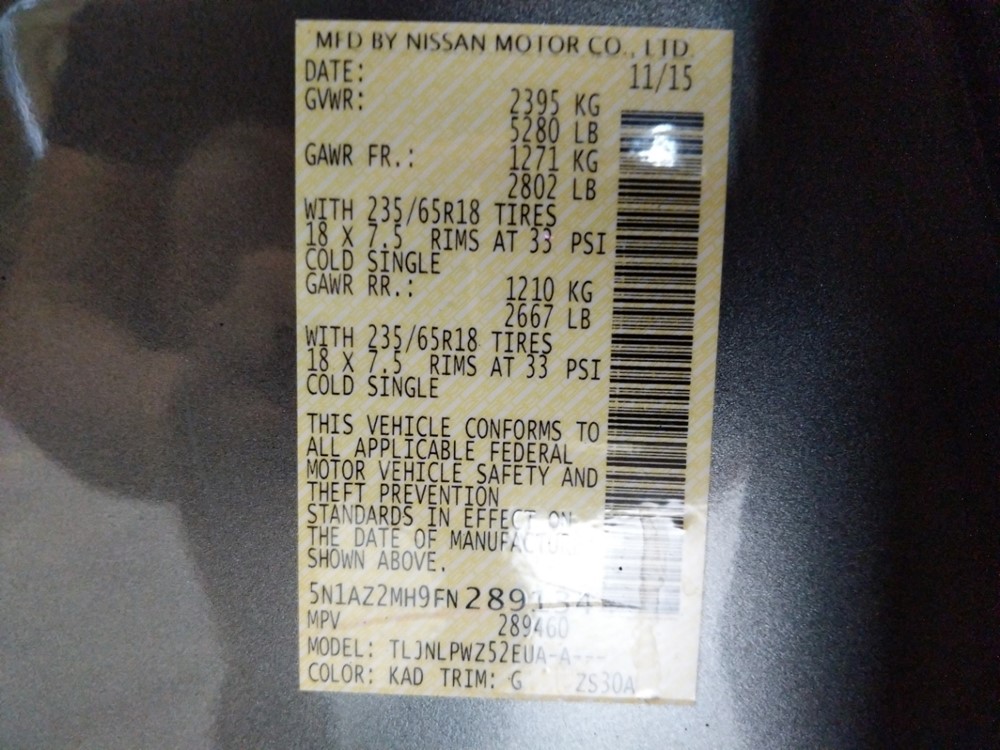 MFD BY NISSAN MOTOR CO., LTD.
DATE: 11/15
GVWR: 2395 KG
5280 LB
GAWR FR.: 1271 KG
2802 LB
WITH 235/65R18 TIRES
18 X 7.5 RIMS AT 33 PSI
COLD SINGLE
GAWR RR.: 1210 KG
2667 LB
WITH 235/65R18 TIRES
18 X 7.5 RIMS AT 33 PSI
COLD SINGLE
THIS VEHICLE CONFORMS TO
ALL APPLICABLE FEDERAL
MOTOR VEHICLE SAFETY AND
THEFT PREVENTION
STANDARDS IN EFFECT ON
THE DATE OF MANUFACTURE
SHOWN ABOVE.
MPV 289460
MODEL: TLJNLPWZ52EUA-A---
COLOR: KAD TRIM: G ZS30A